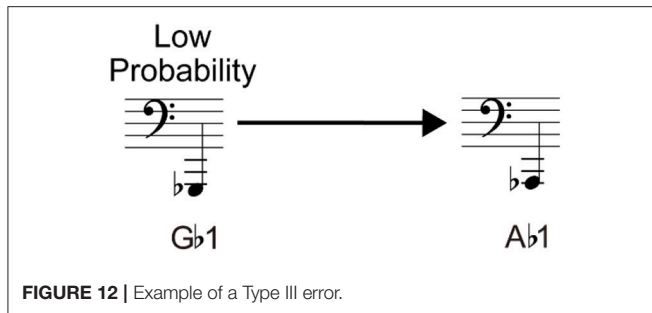 Low
Probability
G♭1 A♭1
FIGURE 12 | Example of a Type III error.